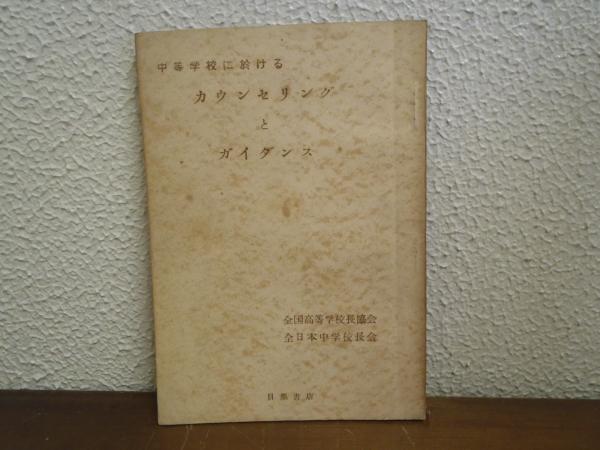 中等学校に於ける
カウンセリング
と
ガイダンス
全国高等学校長協会
全日本中学校長会
目黒書店